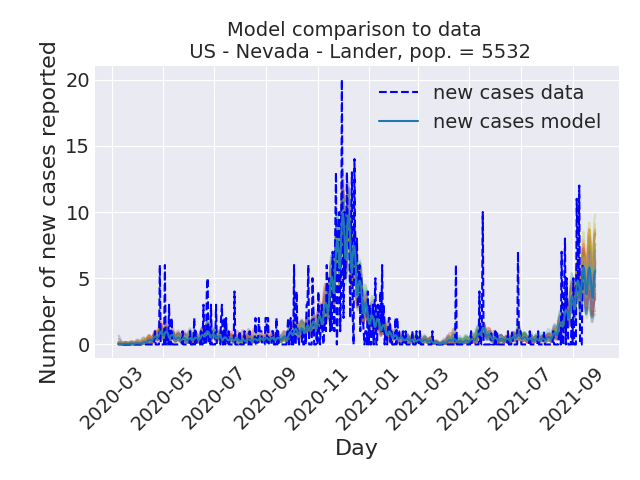 Model comparison to data
US - Nevada - Lander, pop. = 5532
Number of new cases reported
20
15
10
5
0
new cases data
new cases model
2020-03
2020-05
2020-07
2020-09
2020-11
2021-01
2021-03
2021-05
2021-07
2021-09
Day